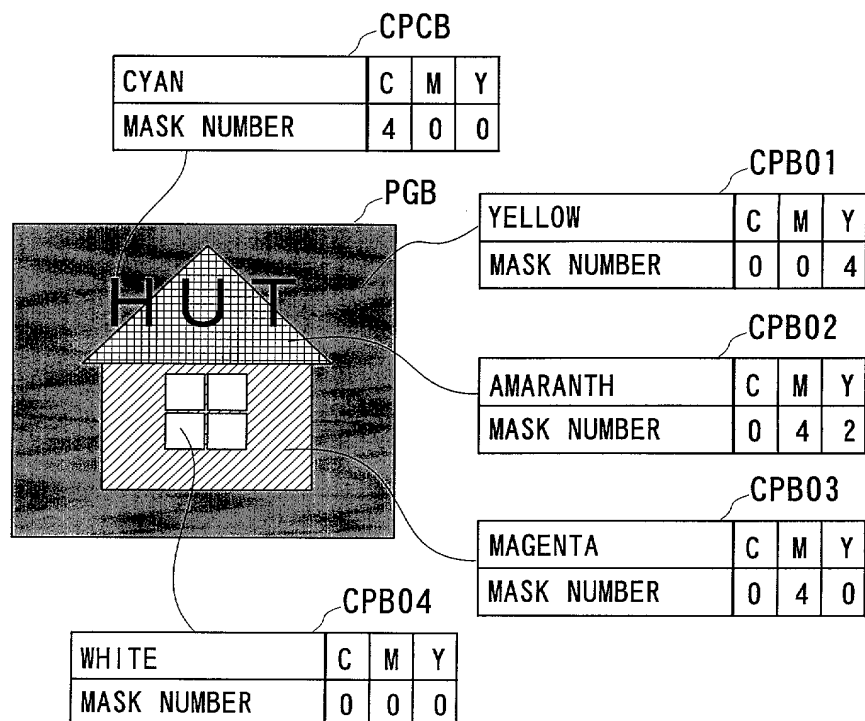 CPCB
CYAN C M Y
MASK NUMBER 4 0 0
PGB
CPB01
YELLOW C M Y
MASK NUMBER 0 0 4
HUT
CPB02
AMARANTH C M Y
MASK NUMBER 0 4 2
CPB03
MAGENTA C M Y
MASK NUMBER 0 4 0
CPB04
WHITE C M Y
MASK NUMBER 0 0 0